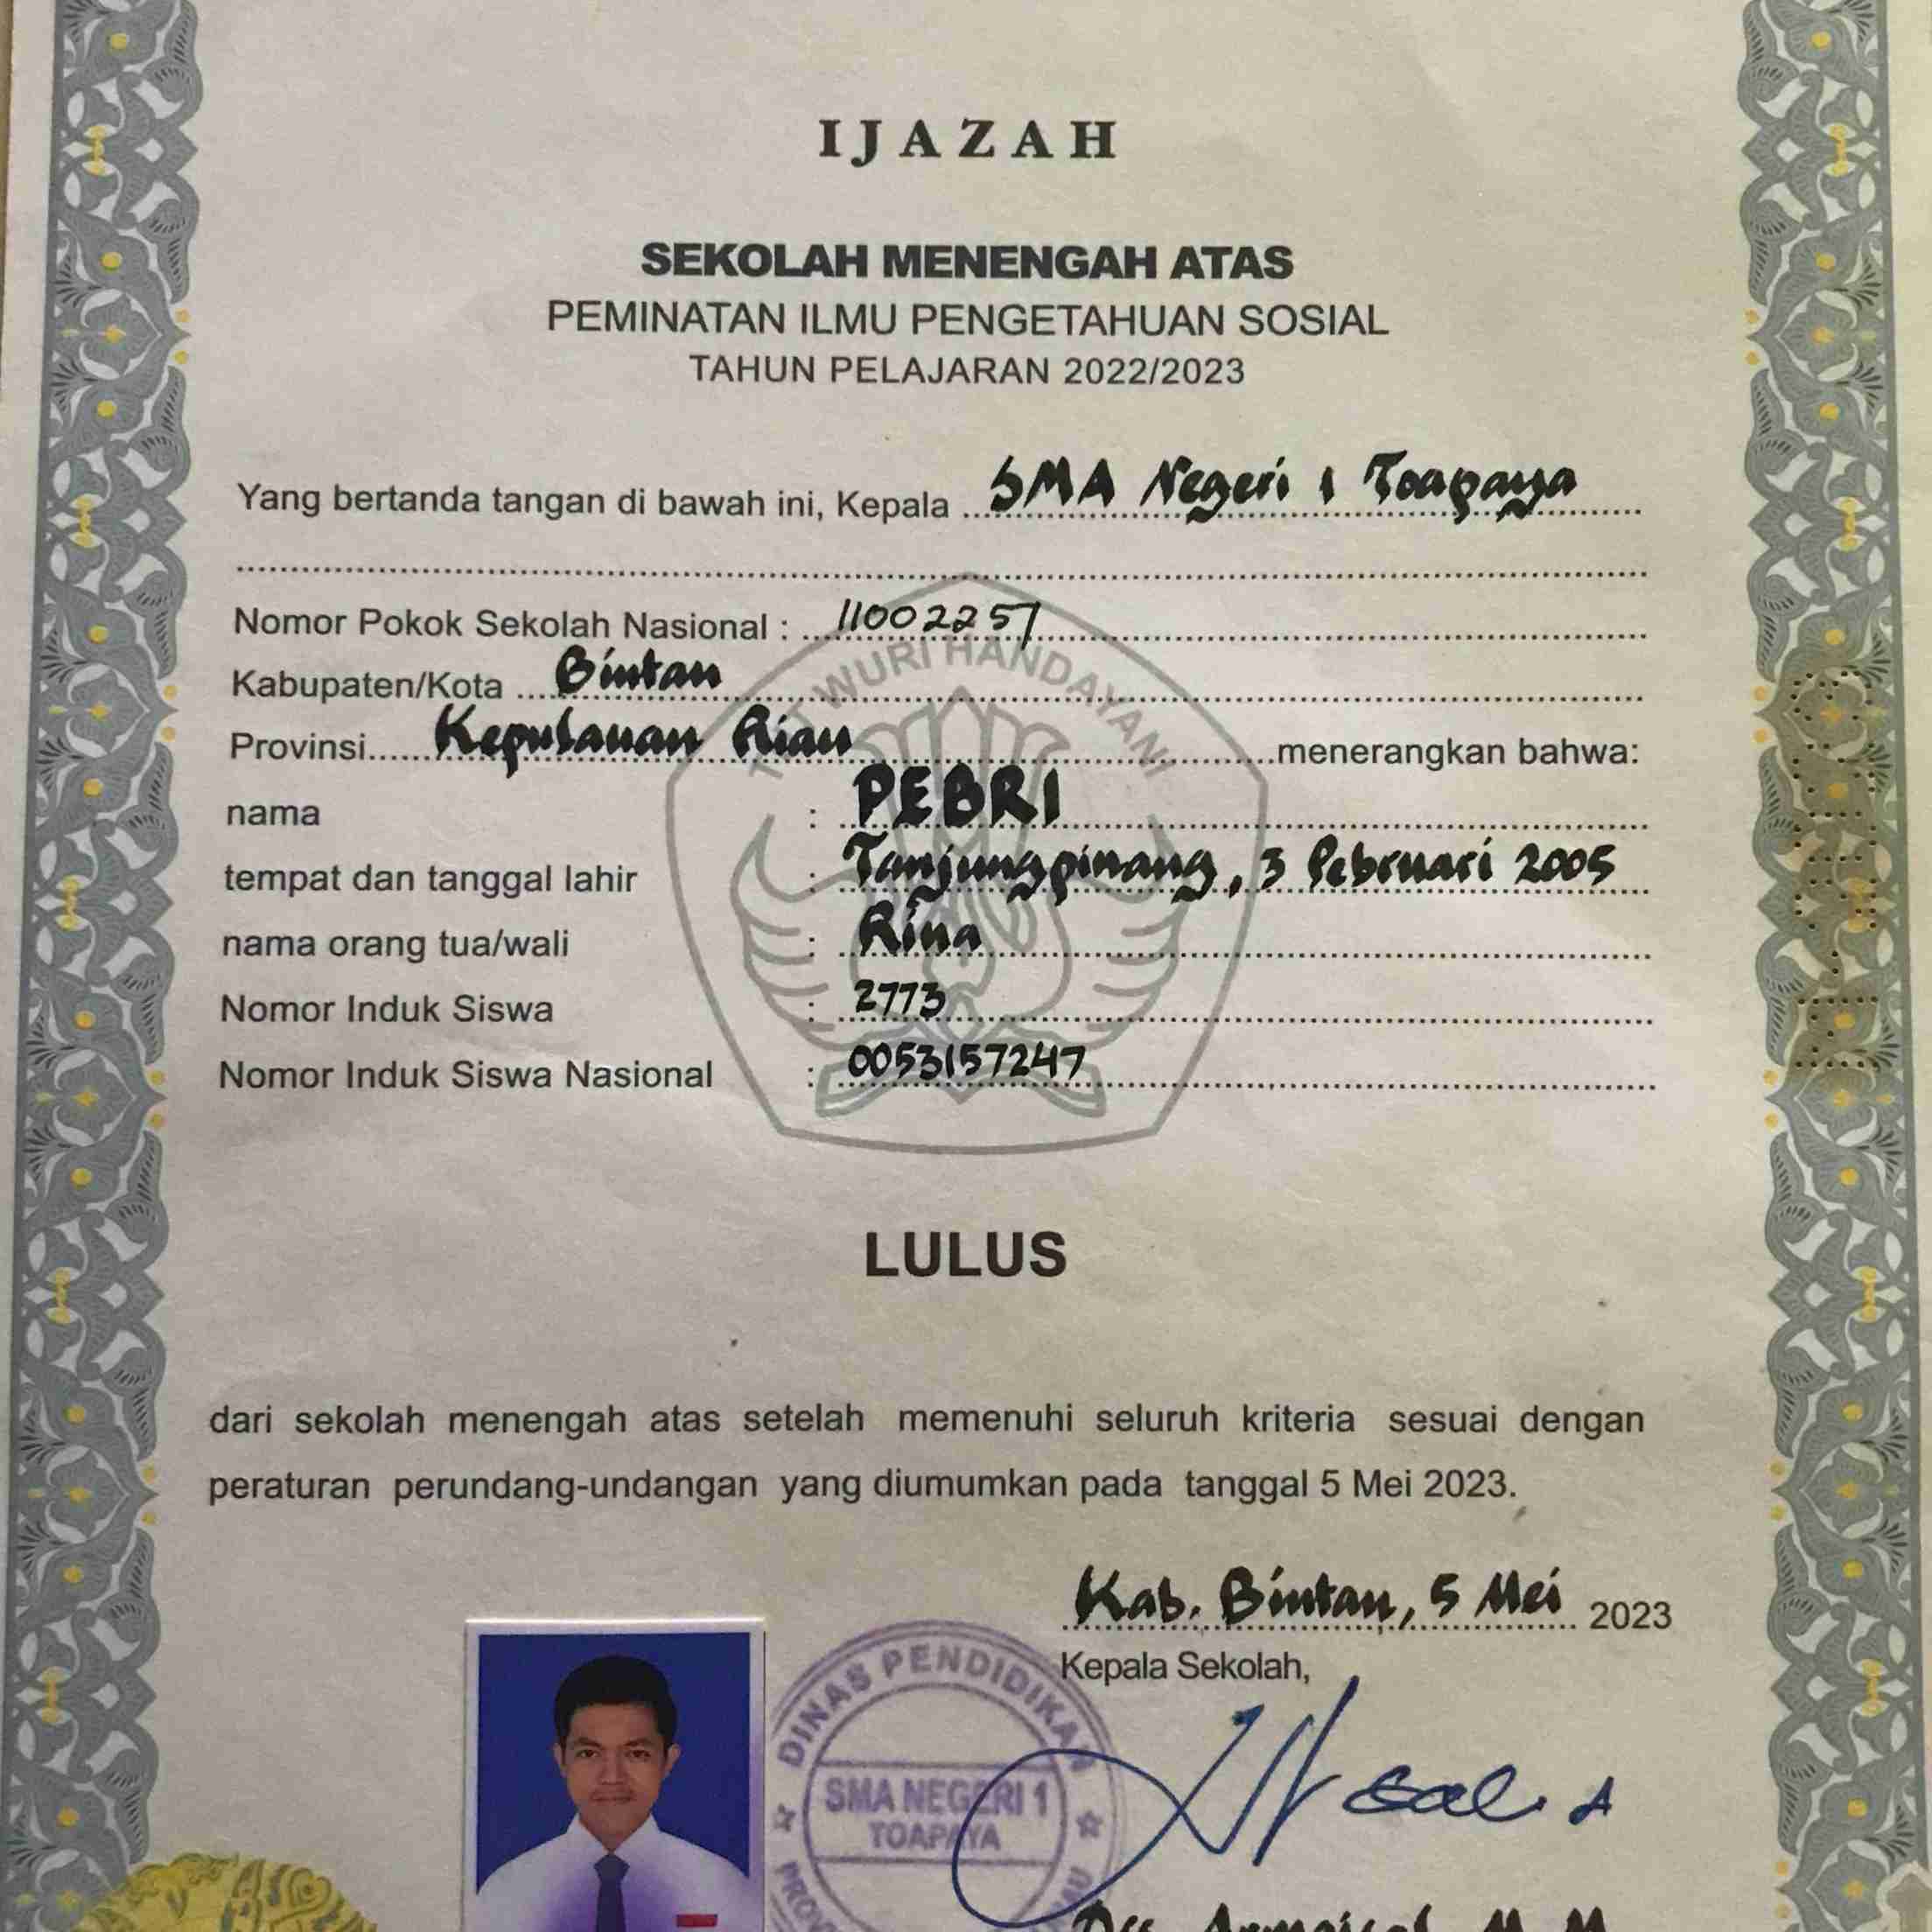 IJAZAH
SEKOLAH MENENGAH ATAS
PEMINATAN ILMU PENGETAHUAN SOSIAL
TAHUN PELAJARAN 2022/2023
Yang bertanda tangan di bawah ini, Kepala SMA Negeri 1 Toapaya
Nomor Pokok Sekolah Nasional : 11002257
Kabupaten/Kota Bintan
Provinsi Kepulauan Riau menerangkan bahwa:
nama : PEBRI
tempat dan tanggal lahir : Tanjungpinang, 3 Pebruari 2005
nama orang tua/wali : Rina
Nomor Induk Siswa : 2773
Nomor Induk Siswa Nasional : 0053157247
TUT WURI HANDAYANI
LULUS
dari sekolah menengah atas setelah memenuhi seluruh kriteria sesuai dengan
peraturan perundang-undangan yang diumumkan pada tanggal 5 Mei 2023.
Kab. Bintan, 5 Mei 2023
Kepala Sekolah,
DINAS PENDIDIKAN
SMA NEGERI 1
TOAPAYA